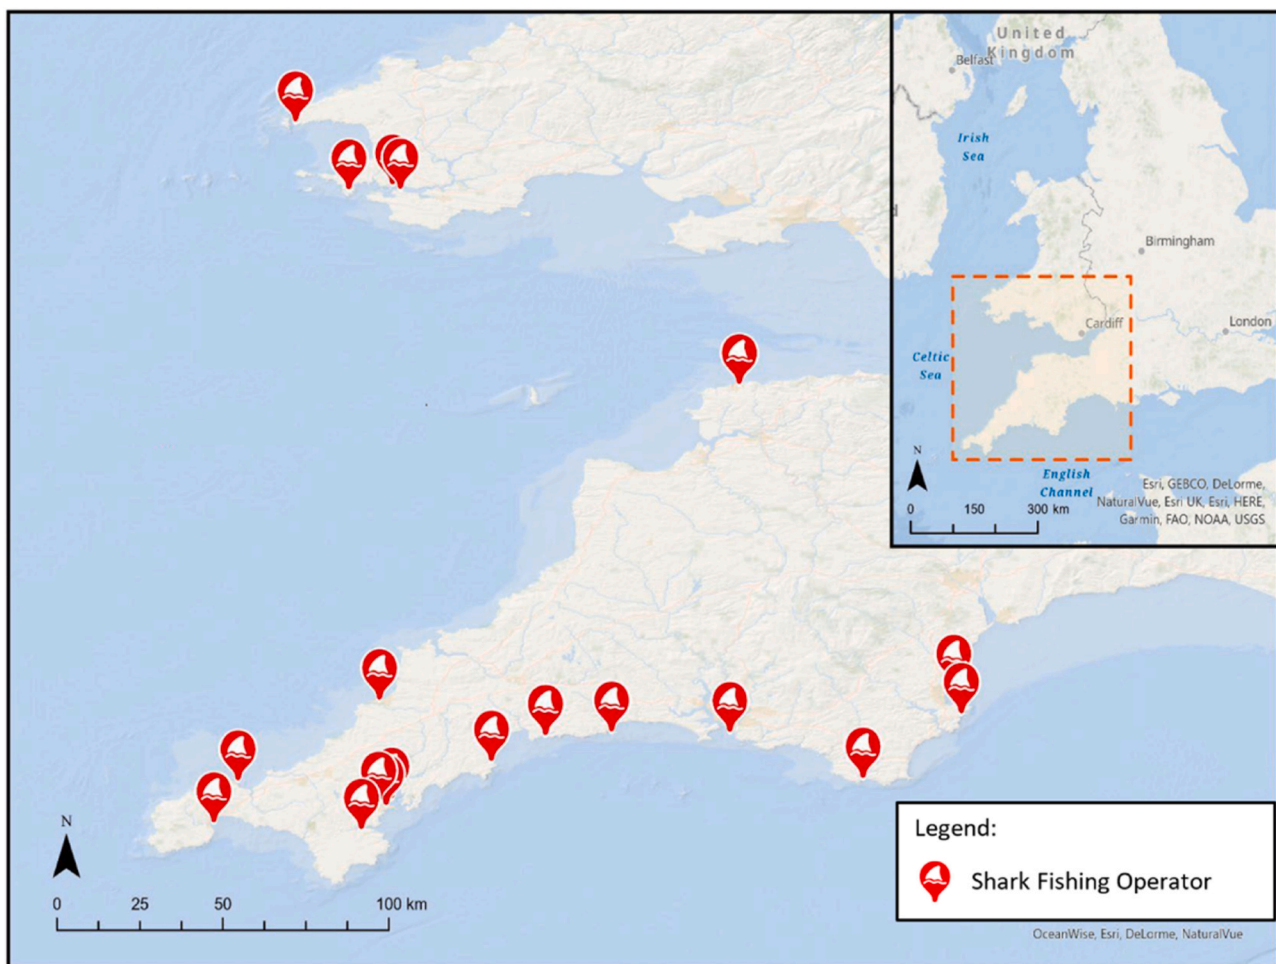 United
Kingdom
Belfast
Irish
Sea
Birmingham
London
Cardiff
Celtic
Sea
English
Channel
Esri, GEBCO, DeLorme,
NaturalVue, Esri UK, Esri, HERE,
Garmin, FAO, NOAA, USGS
N
0 150 300 km
N
0 25 50 100 km
Legend:
Shark Fishing Operator
OceanWise, Esri, DeLorme, NaturalVue